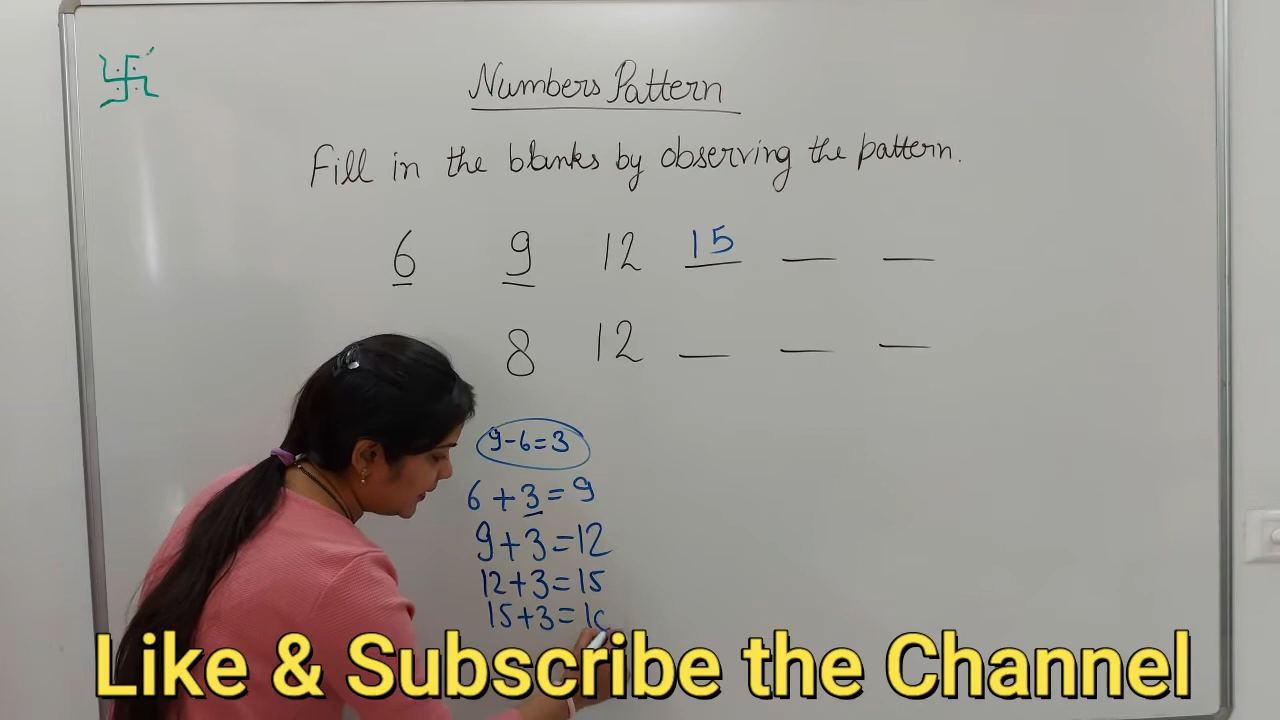 Numbers Pattern
Fill in the blanks by observing the pattern.
6 9 12 15 __ __
8 12 __ __ __
9-6=3
6+3=9
9+3=12
12+3=15
15+3=
Like & Subscribe the Channel